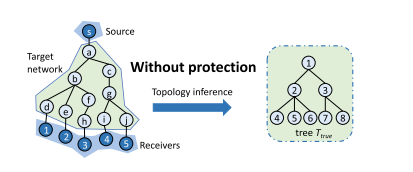 s
Source
Target
network
a
b
c
Without protection
Topology inference
d
e
f
g
h
i
j
1
2
3
4
5
Receivers
1
2
3
4
5
6
7
8
tree T_true